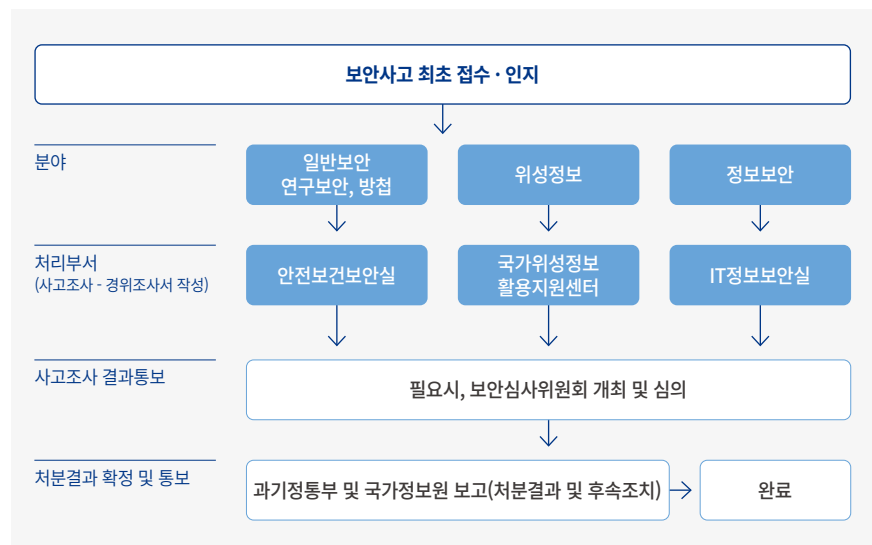 보안사고 최초 접수 · 인지
분야
일반보안
연구보안, 방첩
위성정보
정보보안
처리부서
(사고조사 - 경위조사서 작성)
안전보건보안실
국가위성정보
활용지원센터
IT정보보안실
사고조사 결과통보
필요시, 보안심사위원회 개최 및 심의
처분결과 확정 및 통보
과기정통부 및 국가정보원 보고(처분결과 및 후속조치)
완료